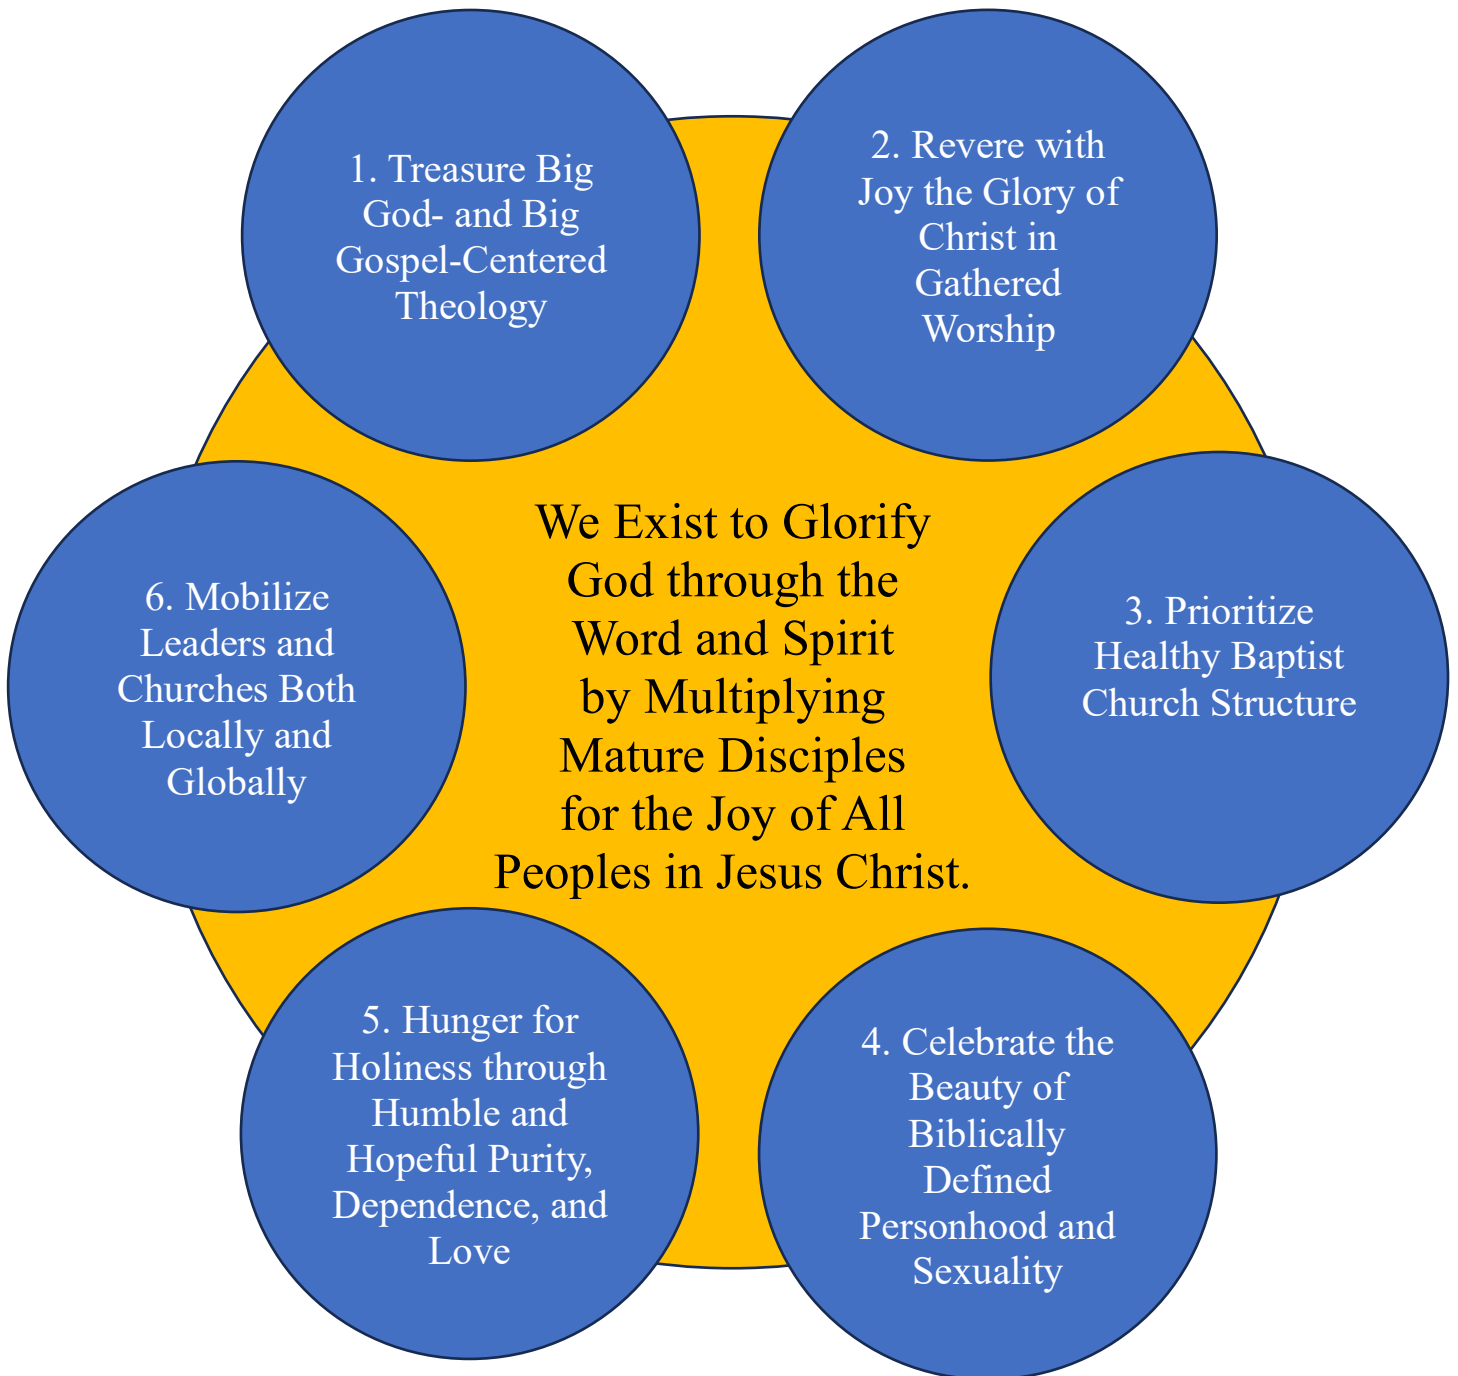 1. Treasure Big
God- and Big
Gospel-Centered
Theology
2. Revere with
Joy the Glory of
Christ in
Gathered
Worship
3. Prioritize
Healthy Baptist
Church Structure
4. Celebrate the
Beauty of
Biblically
Defined
Personhood and
Sexuality
5. Hunger for
Holiness through
Humble and
Hopeful Purity,
Dependence, and
Love
6. Mobilize
Leaders and
Churches Both
Locally and
Globally
We Exist to Glorify
God through the
Word and Spirit
by Multiplying
Mature Disciples
for the Joy of All
Peoples in Jesus Christ.